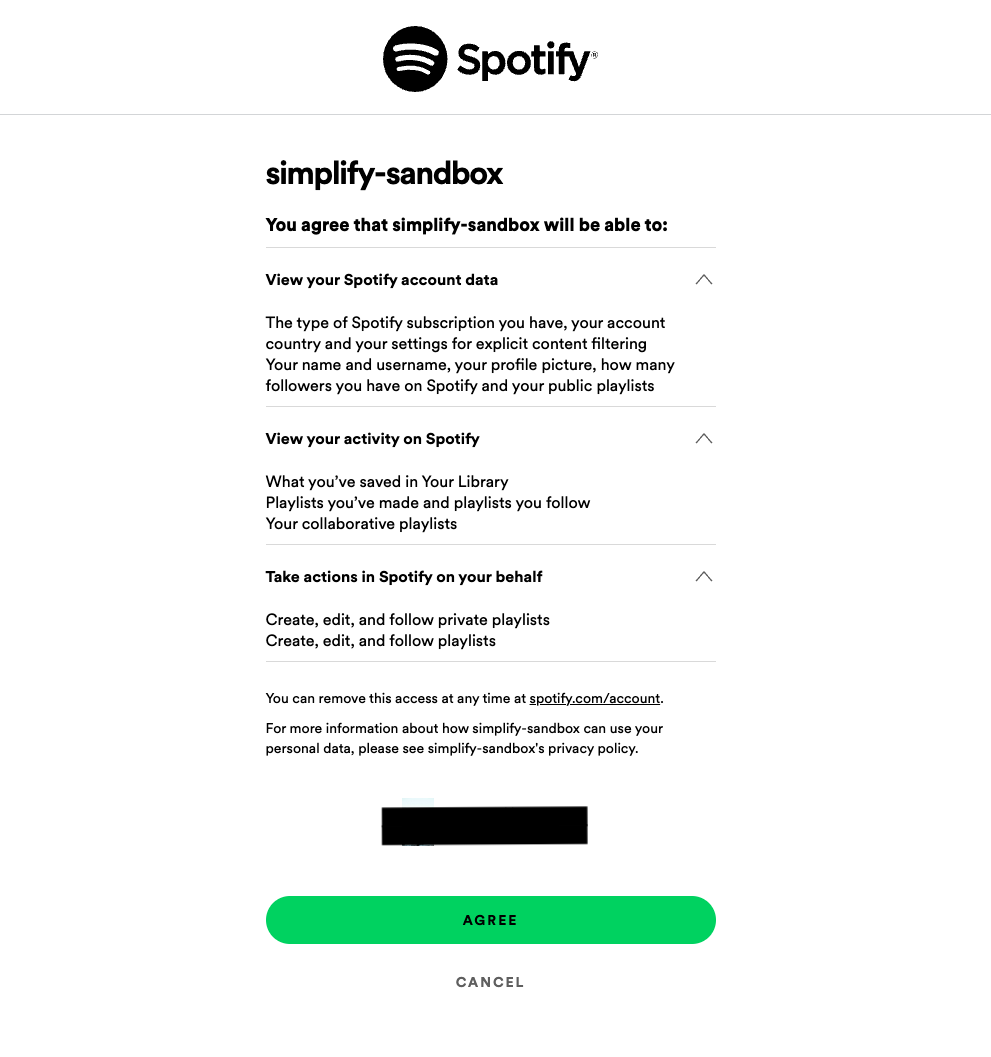 Spotify®
simplify-sandbox
You agree that simplify-sandbox will be able to:
View your Spotify account data
The type of Spotify subscription you have, your account
country and your settings for explicit content filtering
Your name and username, your profile picture, how many
followers you have on Spotify and your public playlists
View your activity on Spotify
What you’ve saved in Your Library
Playlists you’ve made and playlists you follow
Your collaborative playlists
Take actions in Spotify on your behalf
Create, edit, and follow private playlists
Create, edit, and follow playlists
You can remove this access at any time at spotify.com/account.
For more information about how simplify-sandbox can use your
personal data, please see simplify-sandbox's privacy policy.
AGREE
CANCEL